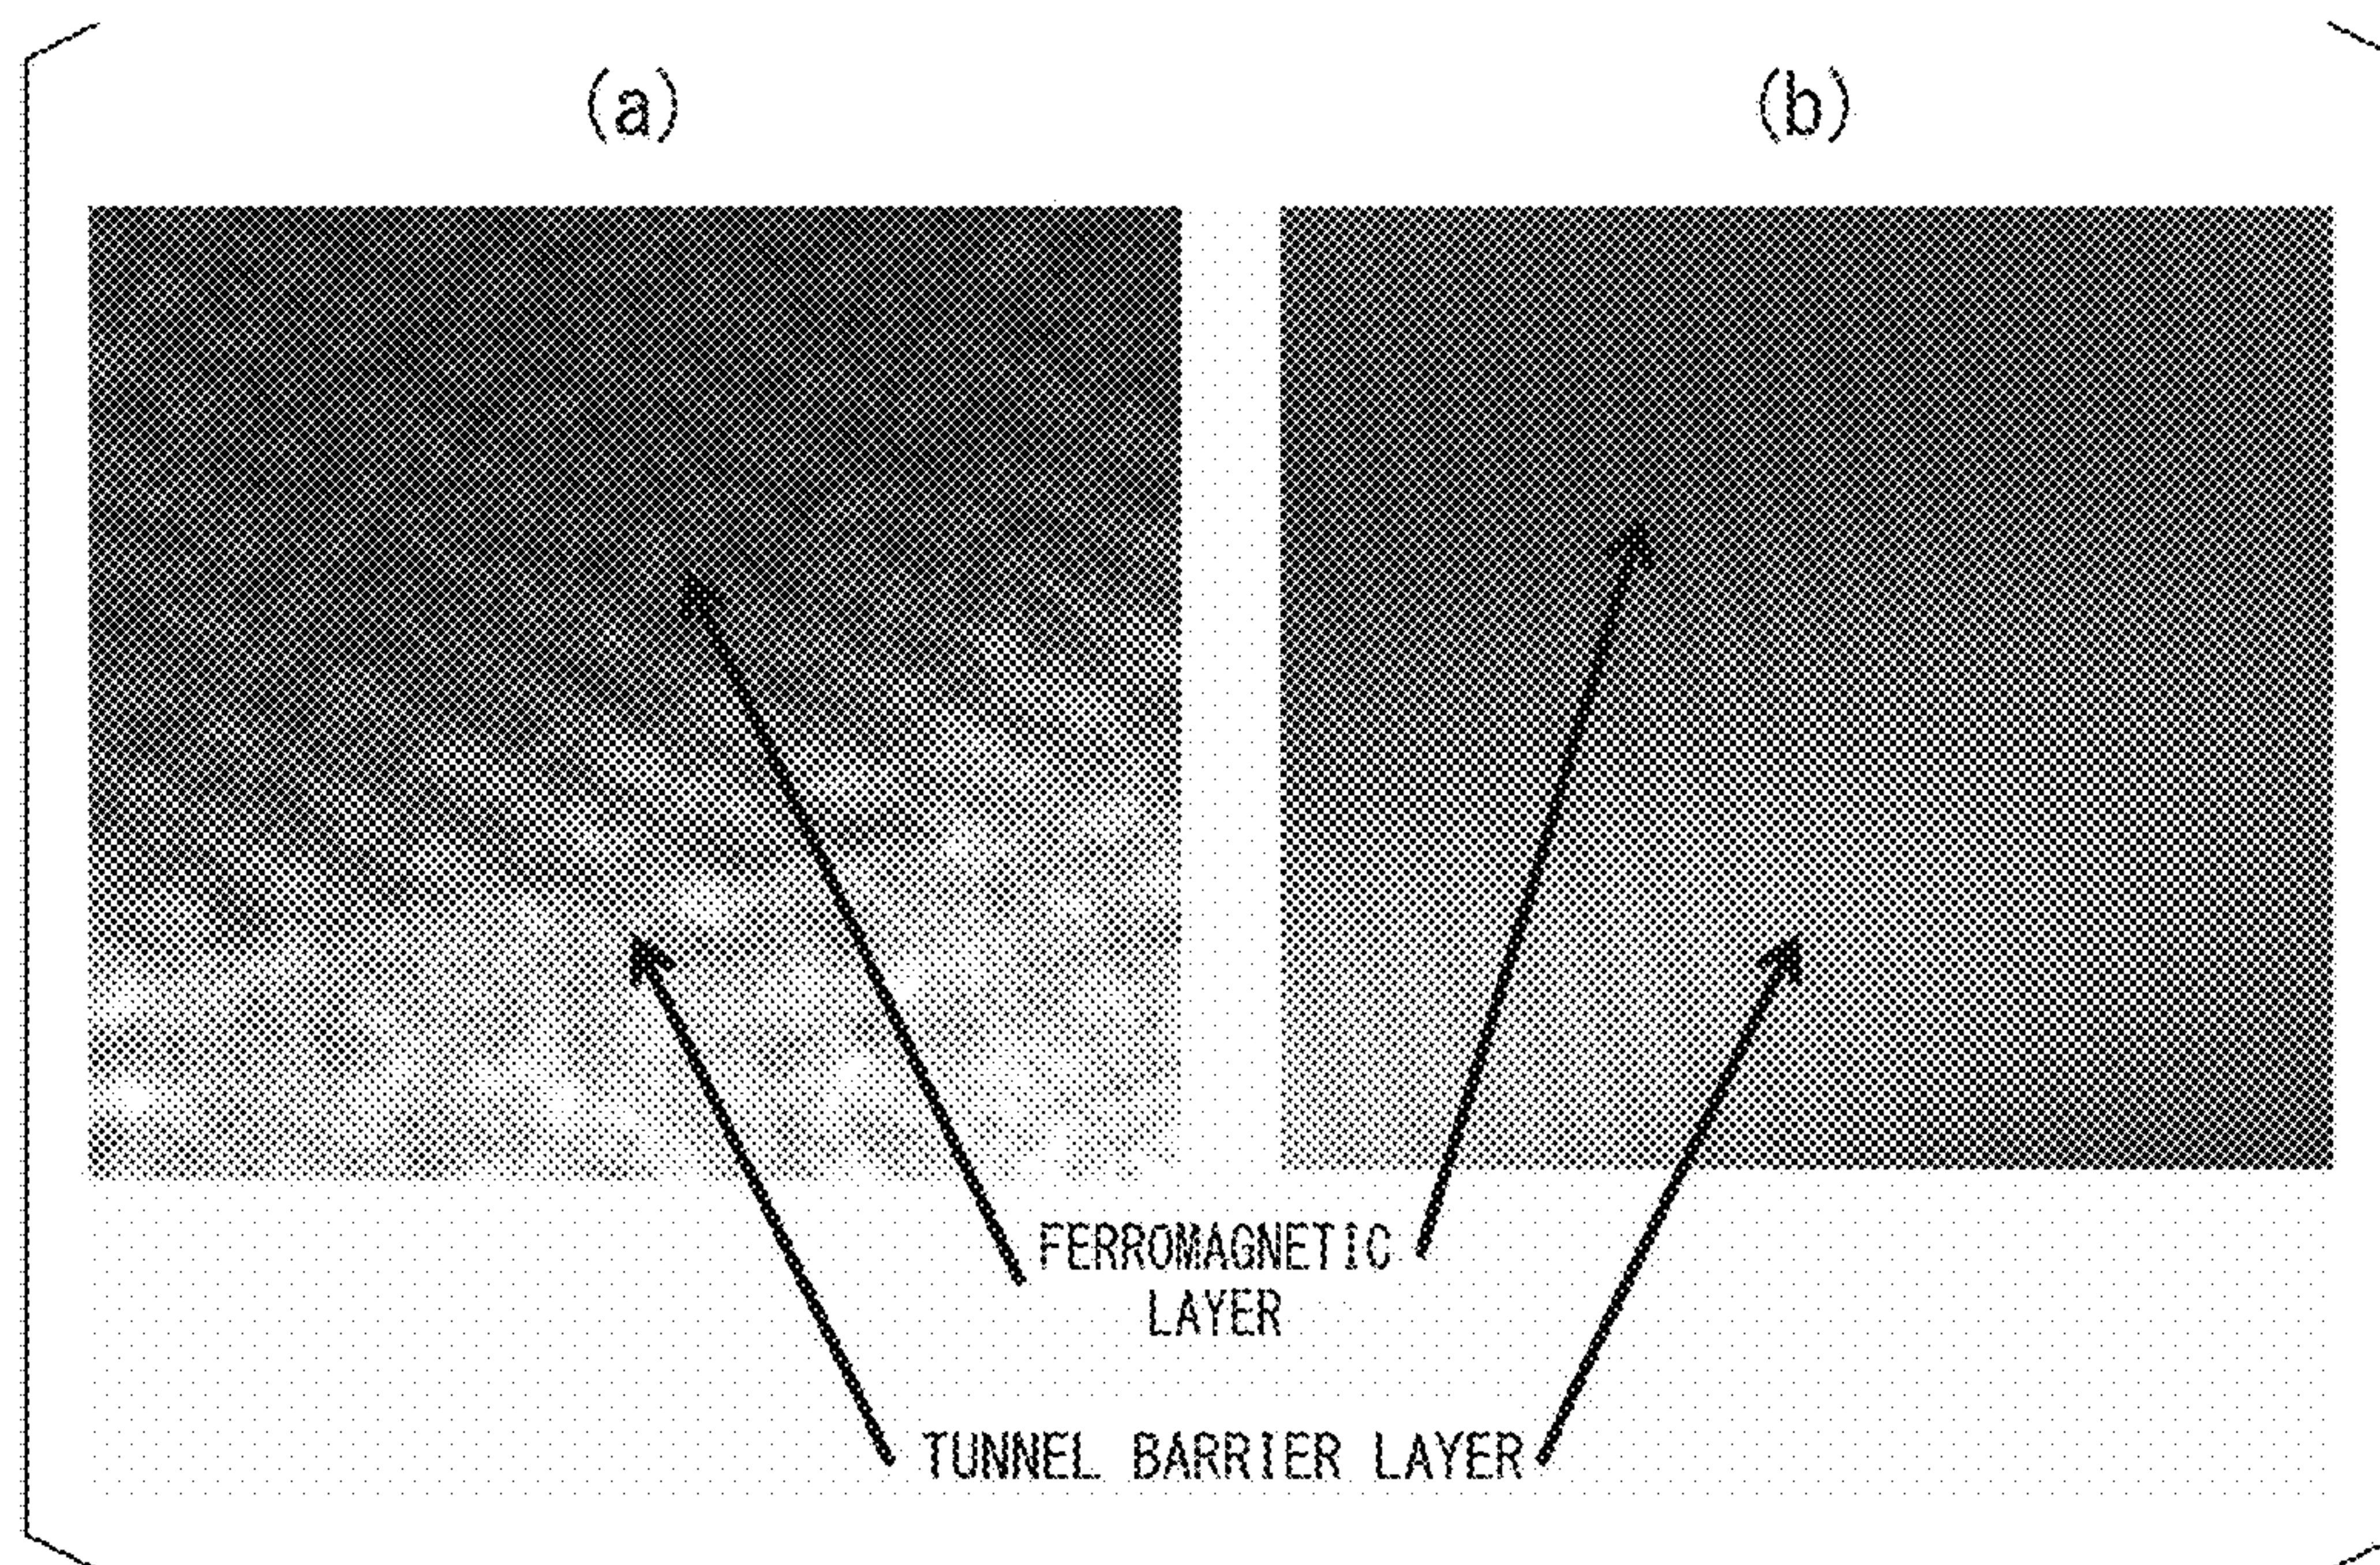 (a)
(b)
FERROMAGNETIC
LAYER
TUNNEL BARRIER LAYER